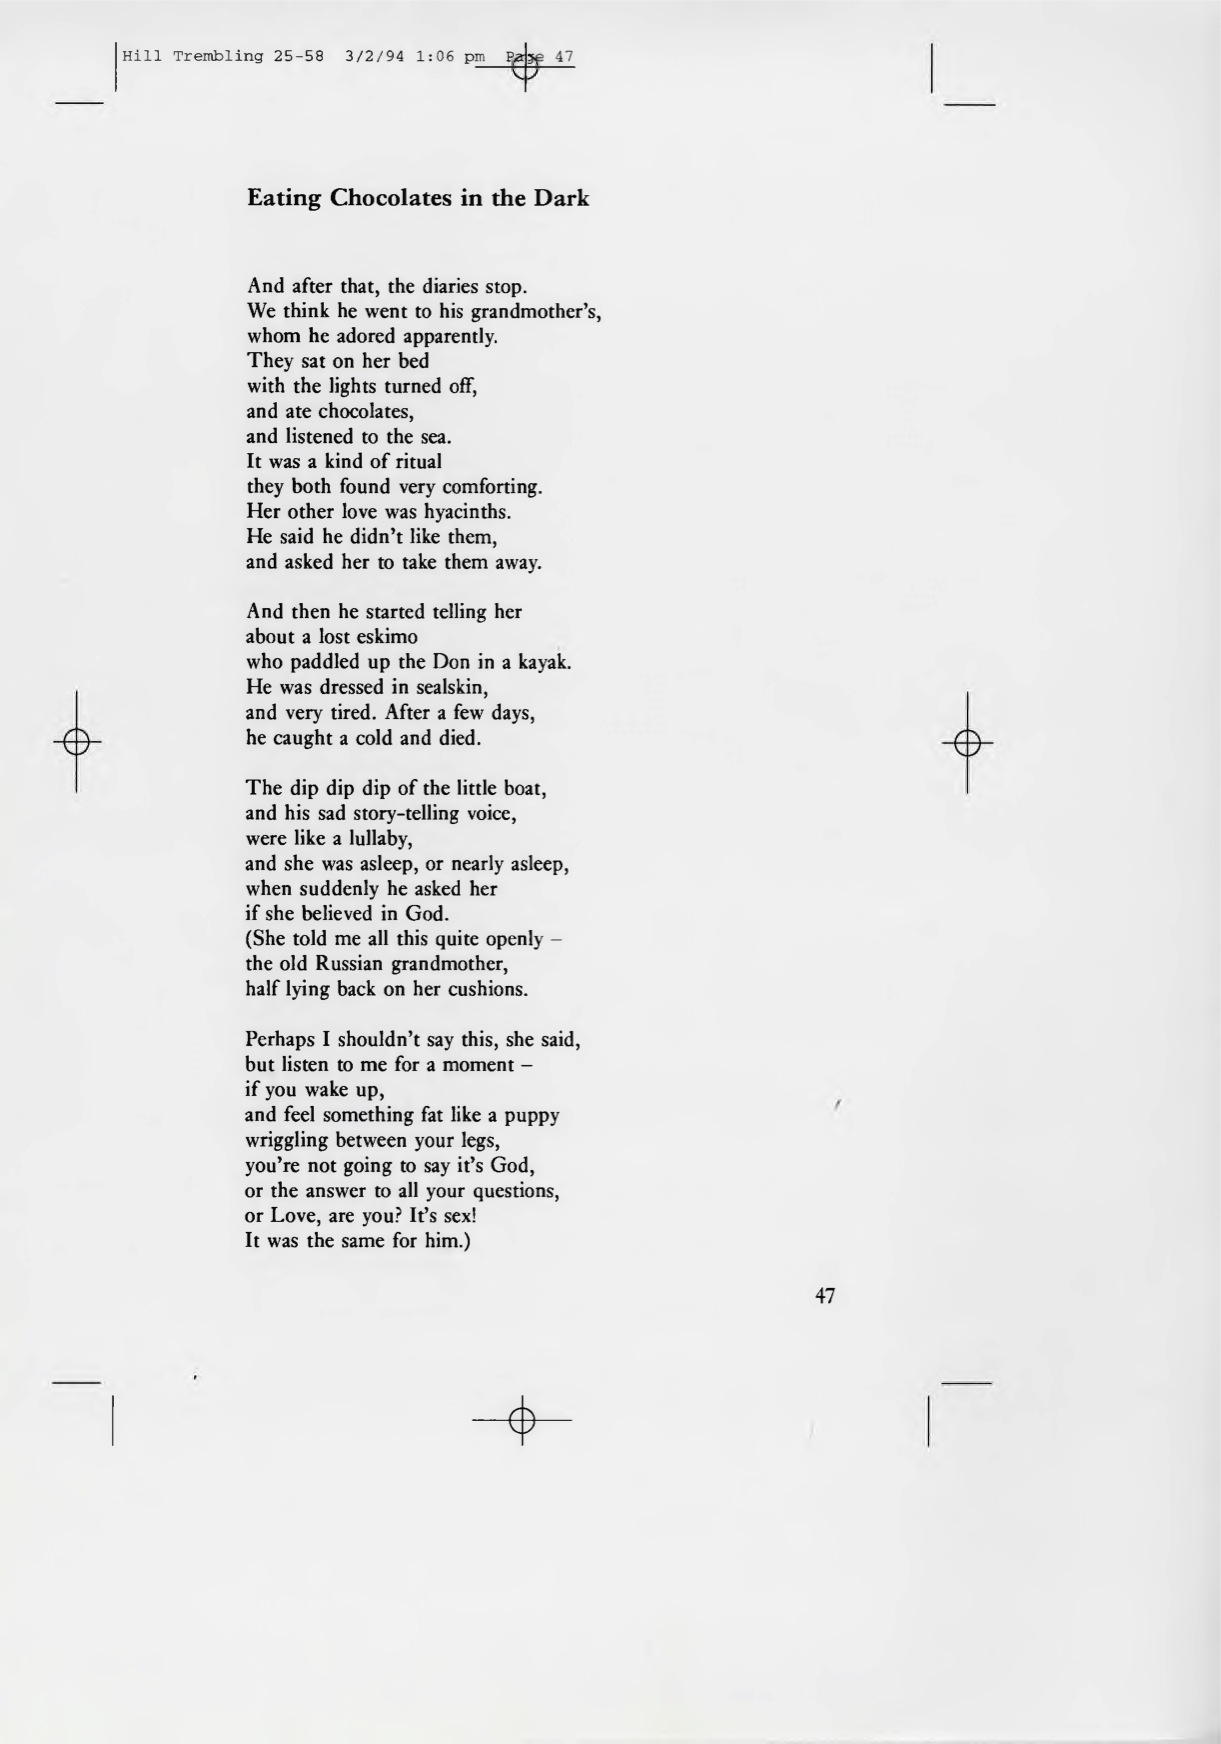 Hill Trembling 25-58 3/2/94 1:06 pm Page 47
Eating Chocolates in the Dark
And after that, the diaries stop.
We think he went to his grandmother's,
whom he adored apparently.
They sat on her bed
with the lights turned off,
and ate chocolates,
and listened to the sea.
It was a kind of ritual
they both found very comforting.
Her other love was hyacinths.
He said he didn't like them,
and asked her to take them away.
And then he started telling her
about a lost eskimo
who paddled up the Don in a kayak.
He was dressed in sealskin,
and very tired. After a few days,
he caught a cold and died.
The dip dip dip of the little boat,
and his sad story-telling voice,
were like a lullaby,
and she was asleep, or nearly asleep,
when suddenly he asked her
if she believed in God.
(She told me all this quite openly –
the old Russian grandmother,
half lying back on her cushions.
Perhaps I shouldn't say this, she said,
but listen to me for a moment –
if you wake up,
and feel something fat like a puppy
wriggling between your legs,
you're not going to say it's God,
or the answer to all your questions,
or Love, are you? It's sex!
It was the same for him.)
47